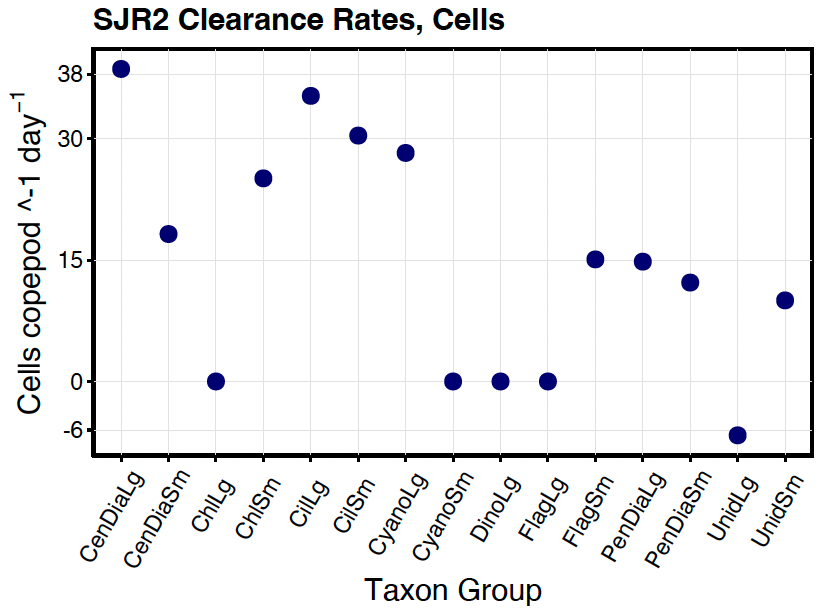 SJR2 Clearance Rates, Cells
Cells copepod ^-1 day⁻¹
38
30
15
0
-6
CenDiaLg
CenDiaSm
ChlLg
ChlSm
CilLg
CilSm
CyanoLg
CyanoSm
DinoLg
FlagLg
FlagSm
PenDiaLg
PenDiaSm
UnidLg
UnidSm
Taxon Group